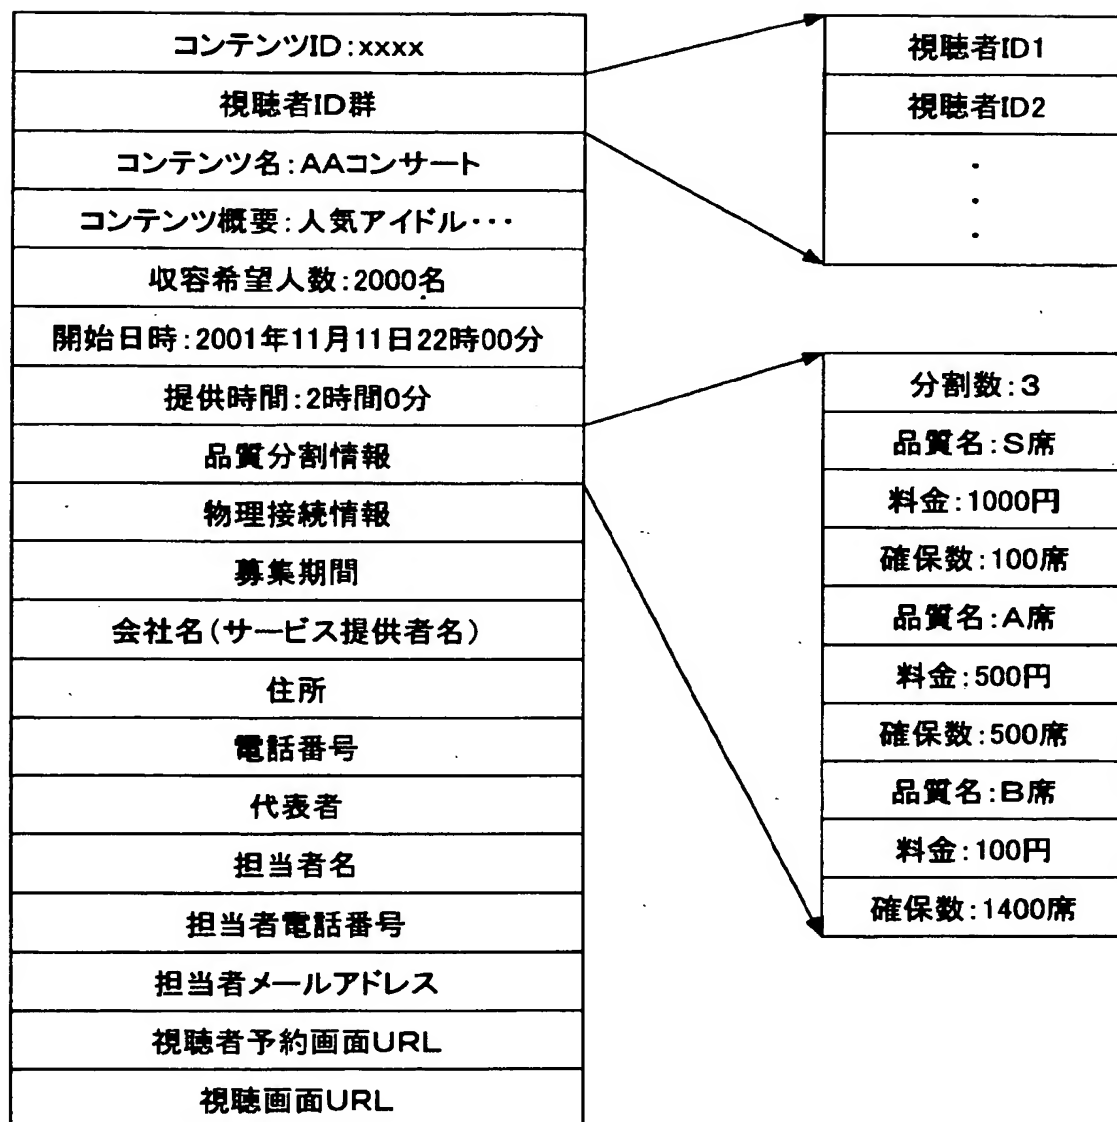 コンテンツID:xxxx
視聴者ID群
コンテンツ名:AAコンサート
コンテンツ概要:人気アイドル・・・
収容希望人数:2000名
開始日時:2001年11月11日22時00分
提供時間:2時間0分
品質分割情報
物理接続情報
募集期間
会社名(サービス提供者名)
住所
電話番号
代表者
担当者名
担当者電話番号
担当者メールアドレス
視聴者予約画面URL
視聴画面URL
視聴者ID1
視聴者ID2
・
・
・
分割数:3
品質名:S席
料金:1000円
確保数:100席
品質名:A席
料金:500円
確保数:500席
品質名:B席
料金:100円
確保数:1400席